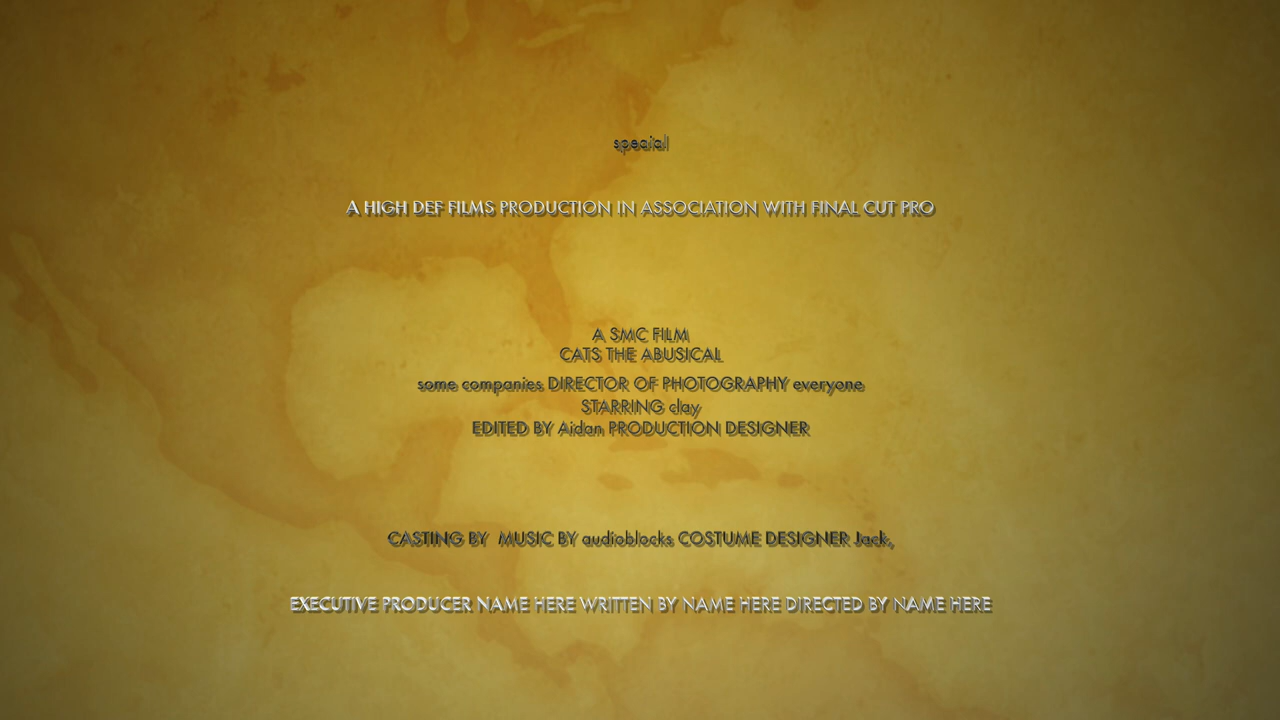 special
A HIGH DEF FILMS PRODUCTION IN ASSOCIATION WITH FINAL CUT PRO
A SMC FILM
CATS THE ABUSICAL
some companies DIRECTOR OF PHOTOGRAPHY everyone
STARRING clay
EDITED BY Aidan PRODUCTION DESIGNER
CASTING BY MUSIC BY audioblocks COSTUME DESIGNER Jack,
EXECUTIVE PRODUCER NAME HERE WRITTEN BY NAME HERE DIRECTED BY NAME HERE